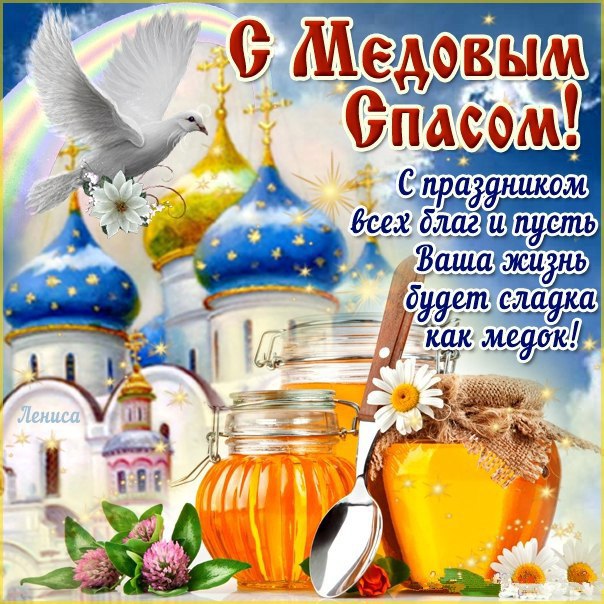 С Медовым
Спасом!
С праздником
всех благ и пусть
Ваша жизнь
будет сладка
как медок!
Лениса